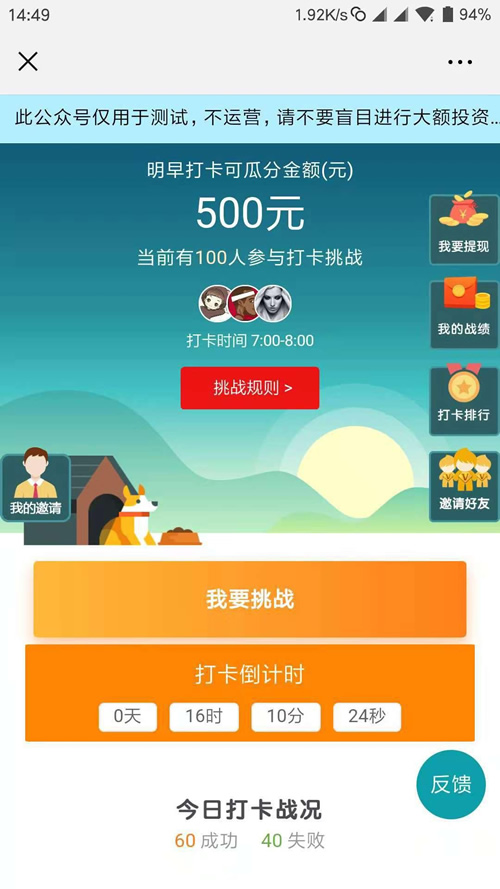 14:49
1.92K/s
94%
此公众号仅用于测试，不运营，请不要盲目进行大额投资...
明早打卡可瓜分金额(元)
500元
当前有100人参与打卡挑战
打卡时间 7:00-8:00
挑战规则 >
我要提现
我的战绩
打卡排行
邀请好友
我的邀请
我要挑战
打卡倒计时
0天 16时 10分 24秒
反馈
今日打卡战况
60 成功 40 失败